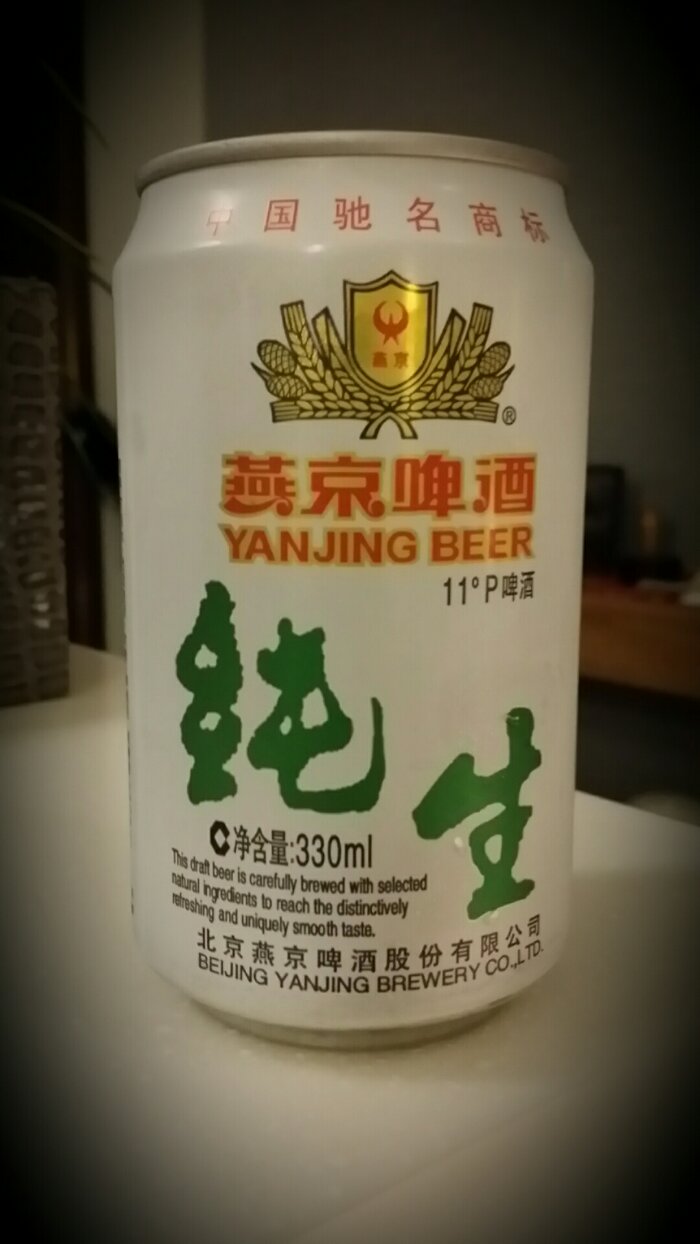 中国驰名商标
燕京
®
燕京啤酒
YANJING BEER
11°P啤酒
纯生
净含量:330ml
This draft beer is carefully brewed with selected
natural ingredients to reach the distinctively
refreshing and uniquely smooth taste.
北京燕京啤酒股份有限公司
BEIJING YANJING BREWERY CO.,LTD.